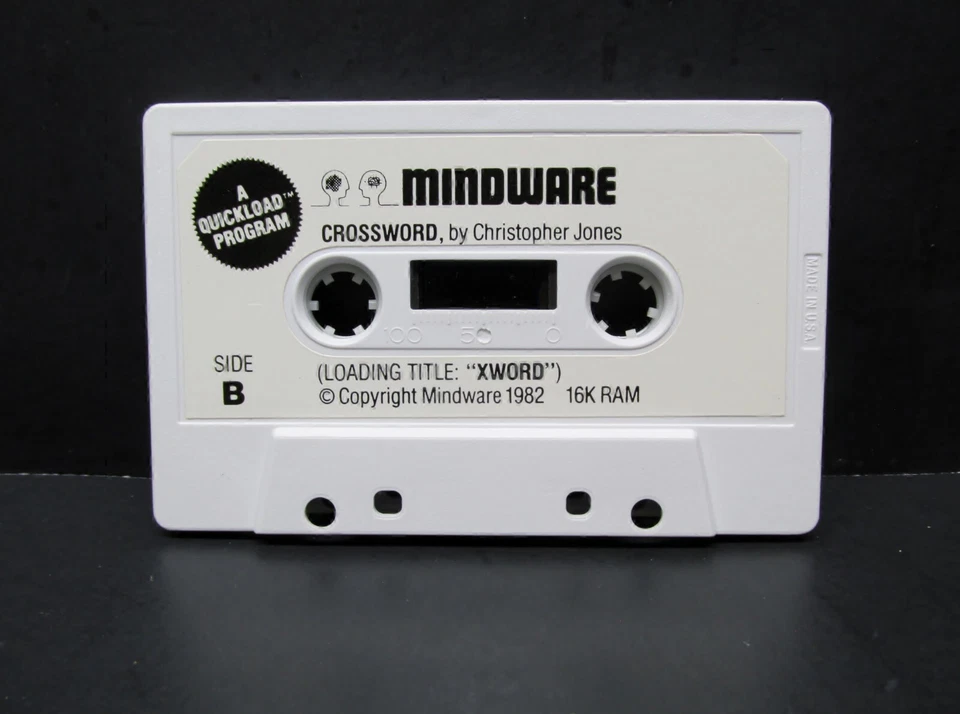 A
QUICKLOAD™
PROGRAM
MINDWARE
CROSSWORD, by Christopher Jones
100 50 0
MADE IN USA
SIDE
B
(LOADING TITLE: “XWORD”)
© Copyright Mindware 1982 16K RAM